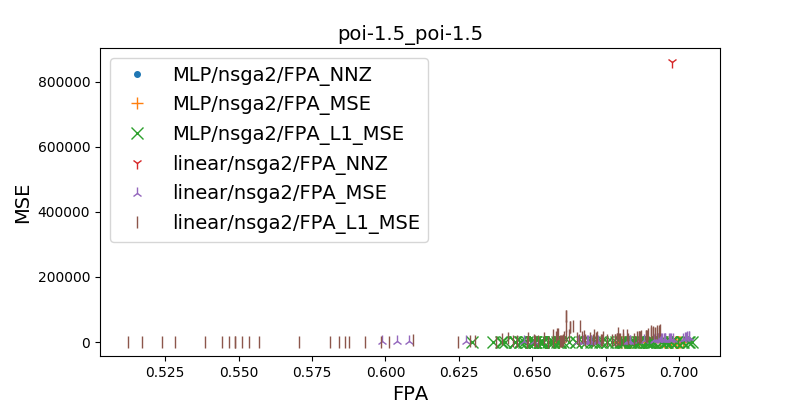 poi-1.5_poi-1.5
MLP/nsga2/FPA_NNZ
MLP/nsga2/FPA_MSE
MLP/nsga2/FPA_L1_MSE
linear/nsga2/FPA_NNZ
linear/nsga2/FPA_MSE
linear/nsga2/FPA_L1_MSE
MSE
800000
600000
400000
200000
0
0.525 0.550 0.575 0.600 0.625 0.650 0.675 0.700
FPA